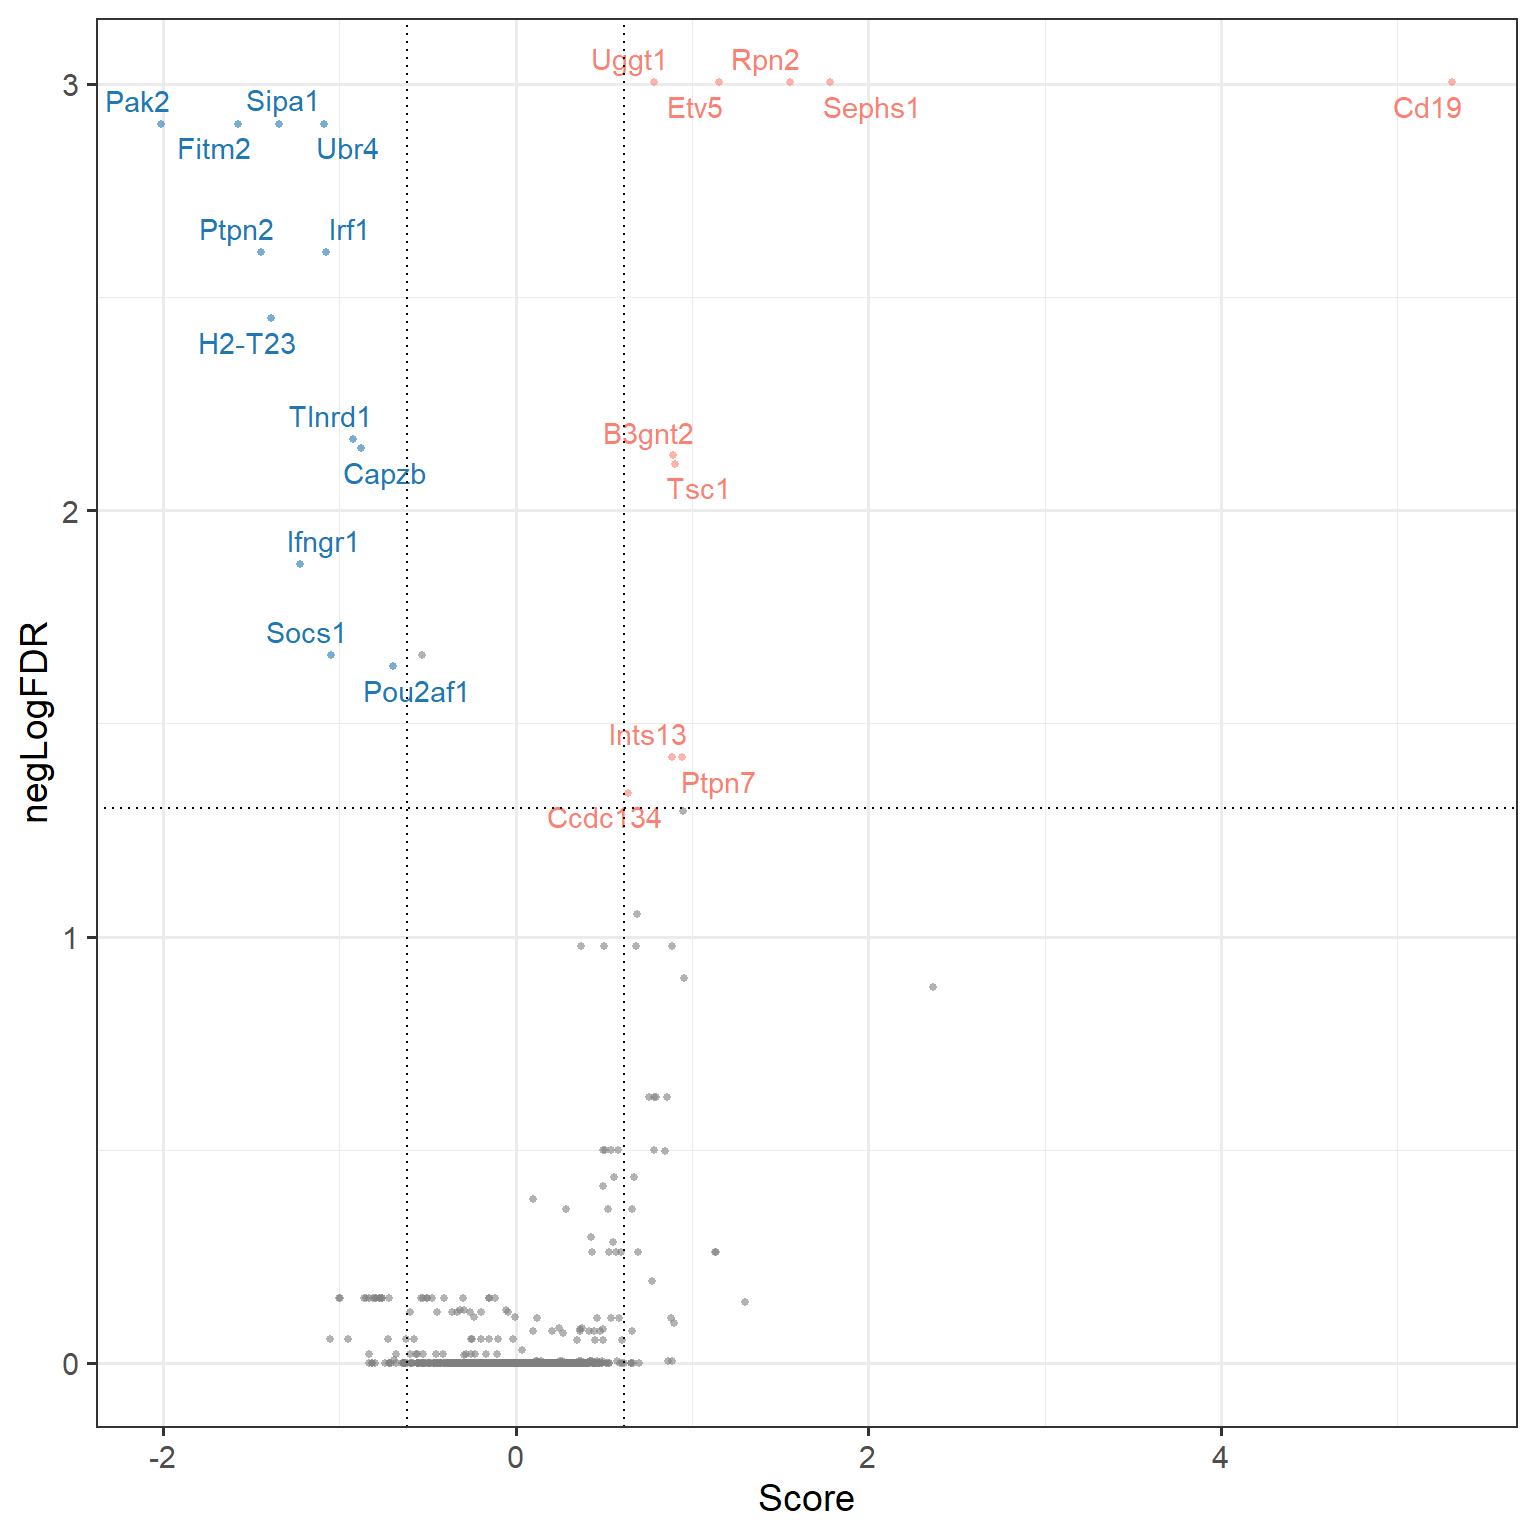 Uggt1
Rpn2
Pak2
Sipa1
Etv5
Sephs1
Cd19
Fitm2
Ubr4
Ptpn2
Irf1
H2-T23
Tlnrd1
B3gnt2
Capzb
Tsc1
Ifngr1
Socs1
Pou2af1
Ints13
Ptpn7
Ccdc134
3
2
1
0
negLogFDR
-2
0
2
4
Score